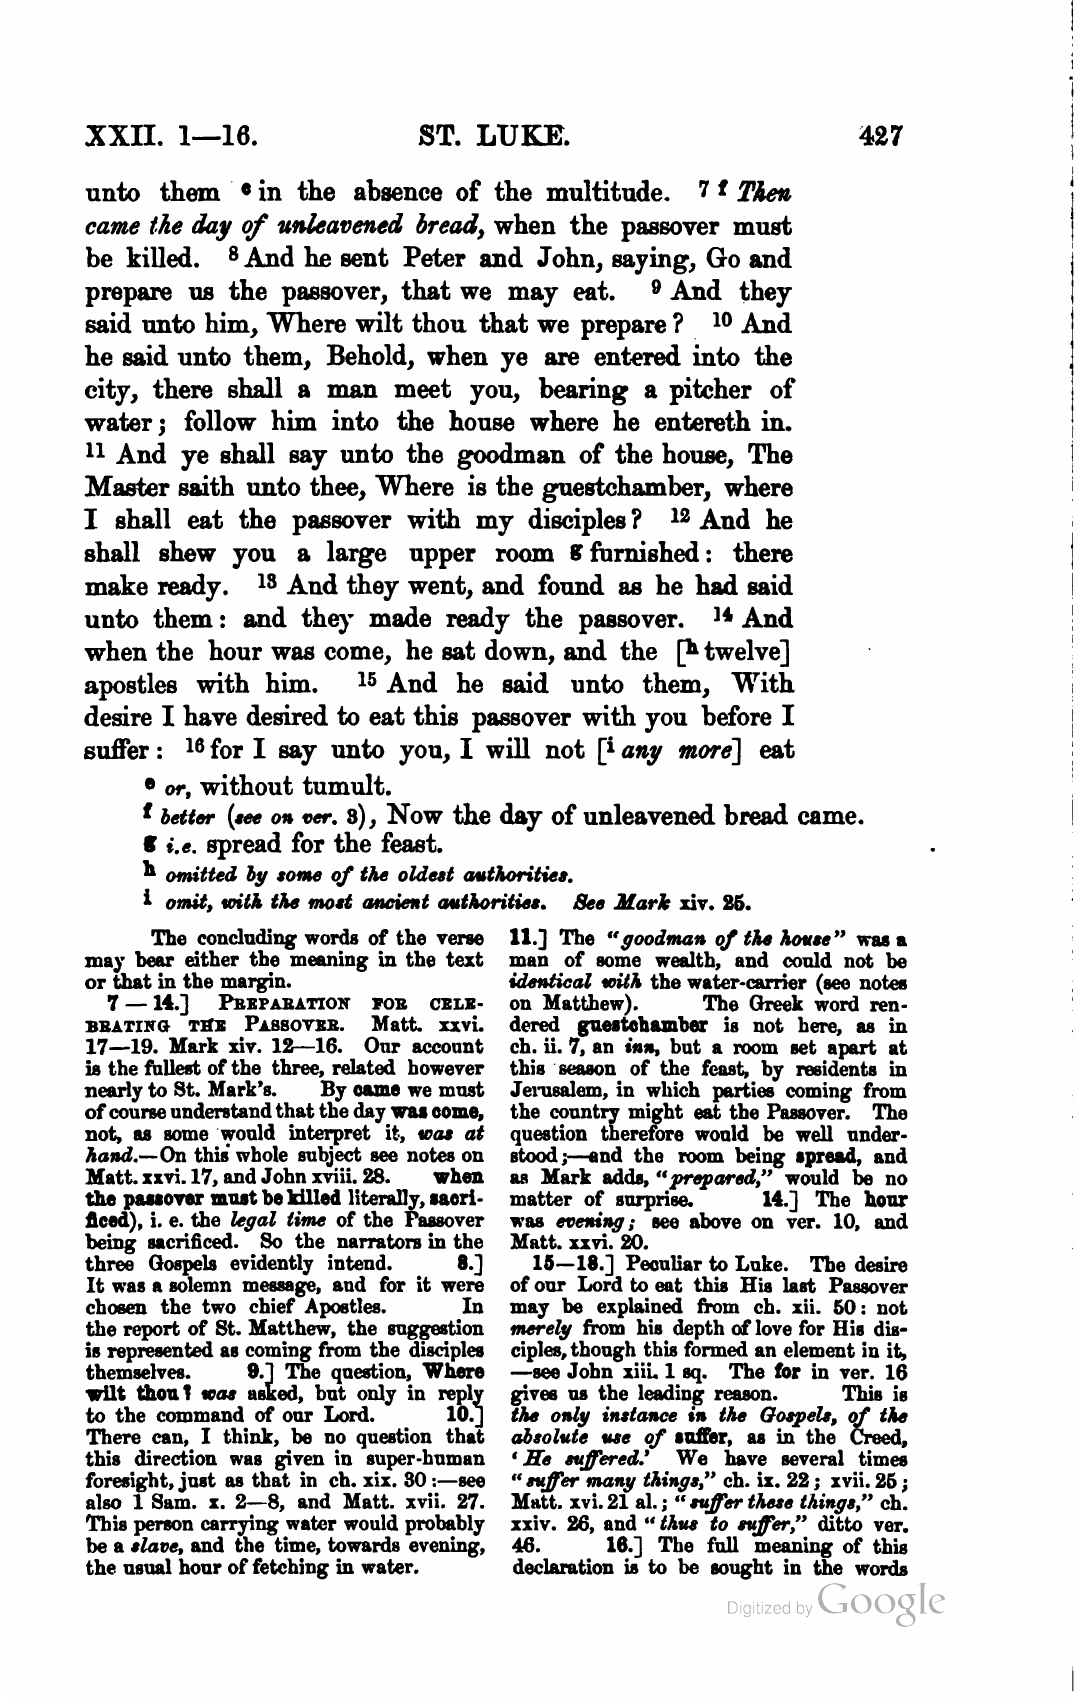 XXII. 1—16. ST. LUKE. 427
unto them e in the absence of the multitude. 7 f Then
came the day of unleavened bread, when the passover must
be killed. 8 And he sent Peter and John, saying, Go and
prepare us the passover, that we may eat. 9 And they
said unto him, Where wilt thou that we prepare? 10 And
he said unto them, Behold, when ye are entered into the
city, there shall a man meet you, bearing a pitcher of
water; follow him into the house where he entereth in.
11 And ye shall say unto the goodman of the house, The
Master saith unto thee, Where is the guestchamber, where
I shall eat the passover with my disciples? 12 And he
shall shew you a large upper room g furnished: there
make ready. 13 And they went, and found as he had said
unto them: and they made ready the passover. 14 And
when the hour was come, he sat down, and the [h twelve]
apostles with him. 15 And he said unto them, With
desire I have desired to eat this passover with you before I
suffer: 16 for I say unto you, I will not [i any more] eat
e or, without tumult.
f better (see on ver. 3), Now the day of unleavened bread came.
g i.e. spread for the feast.
h omitted by some of the oldest authorities.
i omit, with the most ancient authorities. See Mark xiv. 25.
The concluding words of the verse
may bear either the meaning in the text
or that in the margin.
7—14.] PREPARATION FOR CELE-
BRATING THE PASSOVER. Matt. xxvi.
17—19. Mark xiv. 12—16. Our account
is the fullest of the three, related however
nearly to St. Mark's. By came we must
of course understand that the day was come,
not, as some would interpret it, was at
hand.—On this whole subject see notes on
Matt. xxvi. 17, and John xviii. 28. when
the passover must be killed literally, sacri-
ficed), i. e. the legal time of the Passover
being sacrificed. So the narrators in the
three Gospels evidently intend. 8.]
It was a solemn message, and for it were
chosen the two chief Apostles. In
the report of St. Matthew, the suggestion
is represented as coming from the disciples
themselves. 9.] The question, Where
wilt thou? was asked, but only in reply
to the command of our Lord. 10.]
There can, I think, be no question that
this direction was given in super-human
foresight, just as that in ch. xix. 30:—see
also 1 Sam. x. 2—8, and Matt. xvii. 27.
This person carrying water would probably
be a slave, and the time, towards evening,
the usual hour of fetching in water.
11.] The "goodman of the house" was a
man of some wealth, and could not be
identical with the water-carrier (see notes
on Matthew). The Greek word ren-
dered guestchamber is not here, as in
ch. ii. 7, an inn, but a room set apart at
this season of the feast, by residents in
Jerusalem, in which parties coming from
the country might eat the Passover. The
question therefore would be well under-
stood;—and the room being spread, and
as Mark adds, "prepared," would be no
matter of surprise. 14.] The hour
was evening; see above on ver. 10, and
Matt. xxvi. 20.
15—18.] Peculiar to Luke. The desire
of our Lord to eat this His last Passover
may be explained from ch. xii. 50: not
merely from his depth of love for His dis-
ciples, though this formed an element in it,
—see John xiii. 1 sq. The for in ver. 16
gives us the leading reason. This is
the only instance in the Gospels, of the
absolute use of suffer, as in the Creed,
'He suffered.' We have several times
"suffer many things," ch. ix. 22; xvii. 25;
Matt. xvi. 21 al.; "suffer these things," ch.
xxiv. 26, and "thus to suffer," ditto ver.
46. 16.] The full meaning of this
declaration is to be sought in the words
Digitized by Google